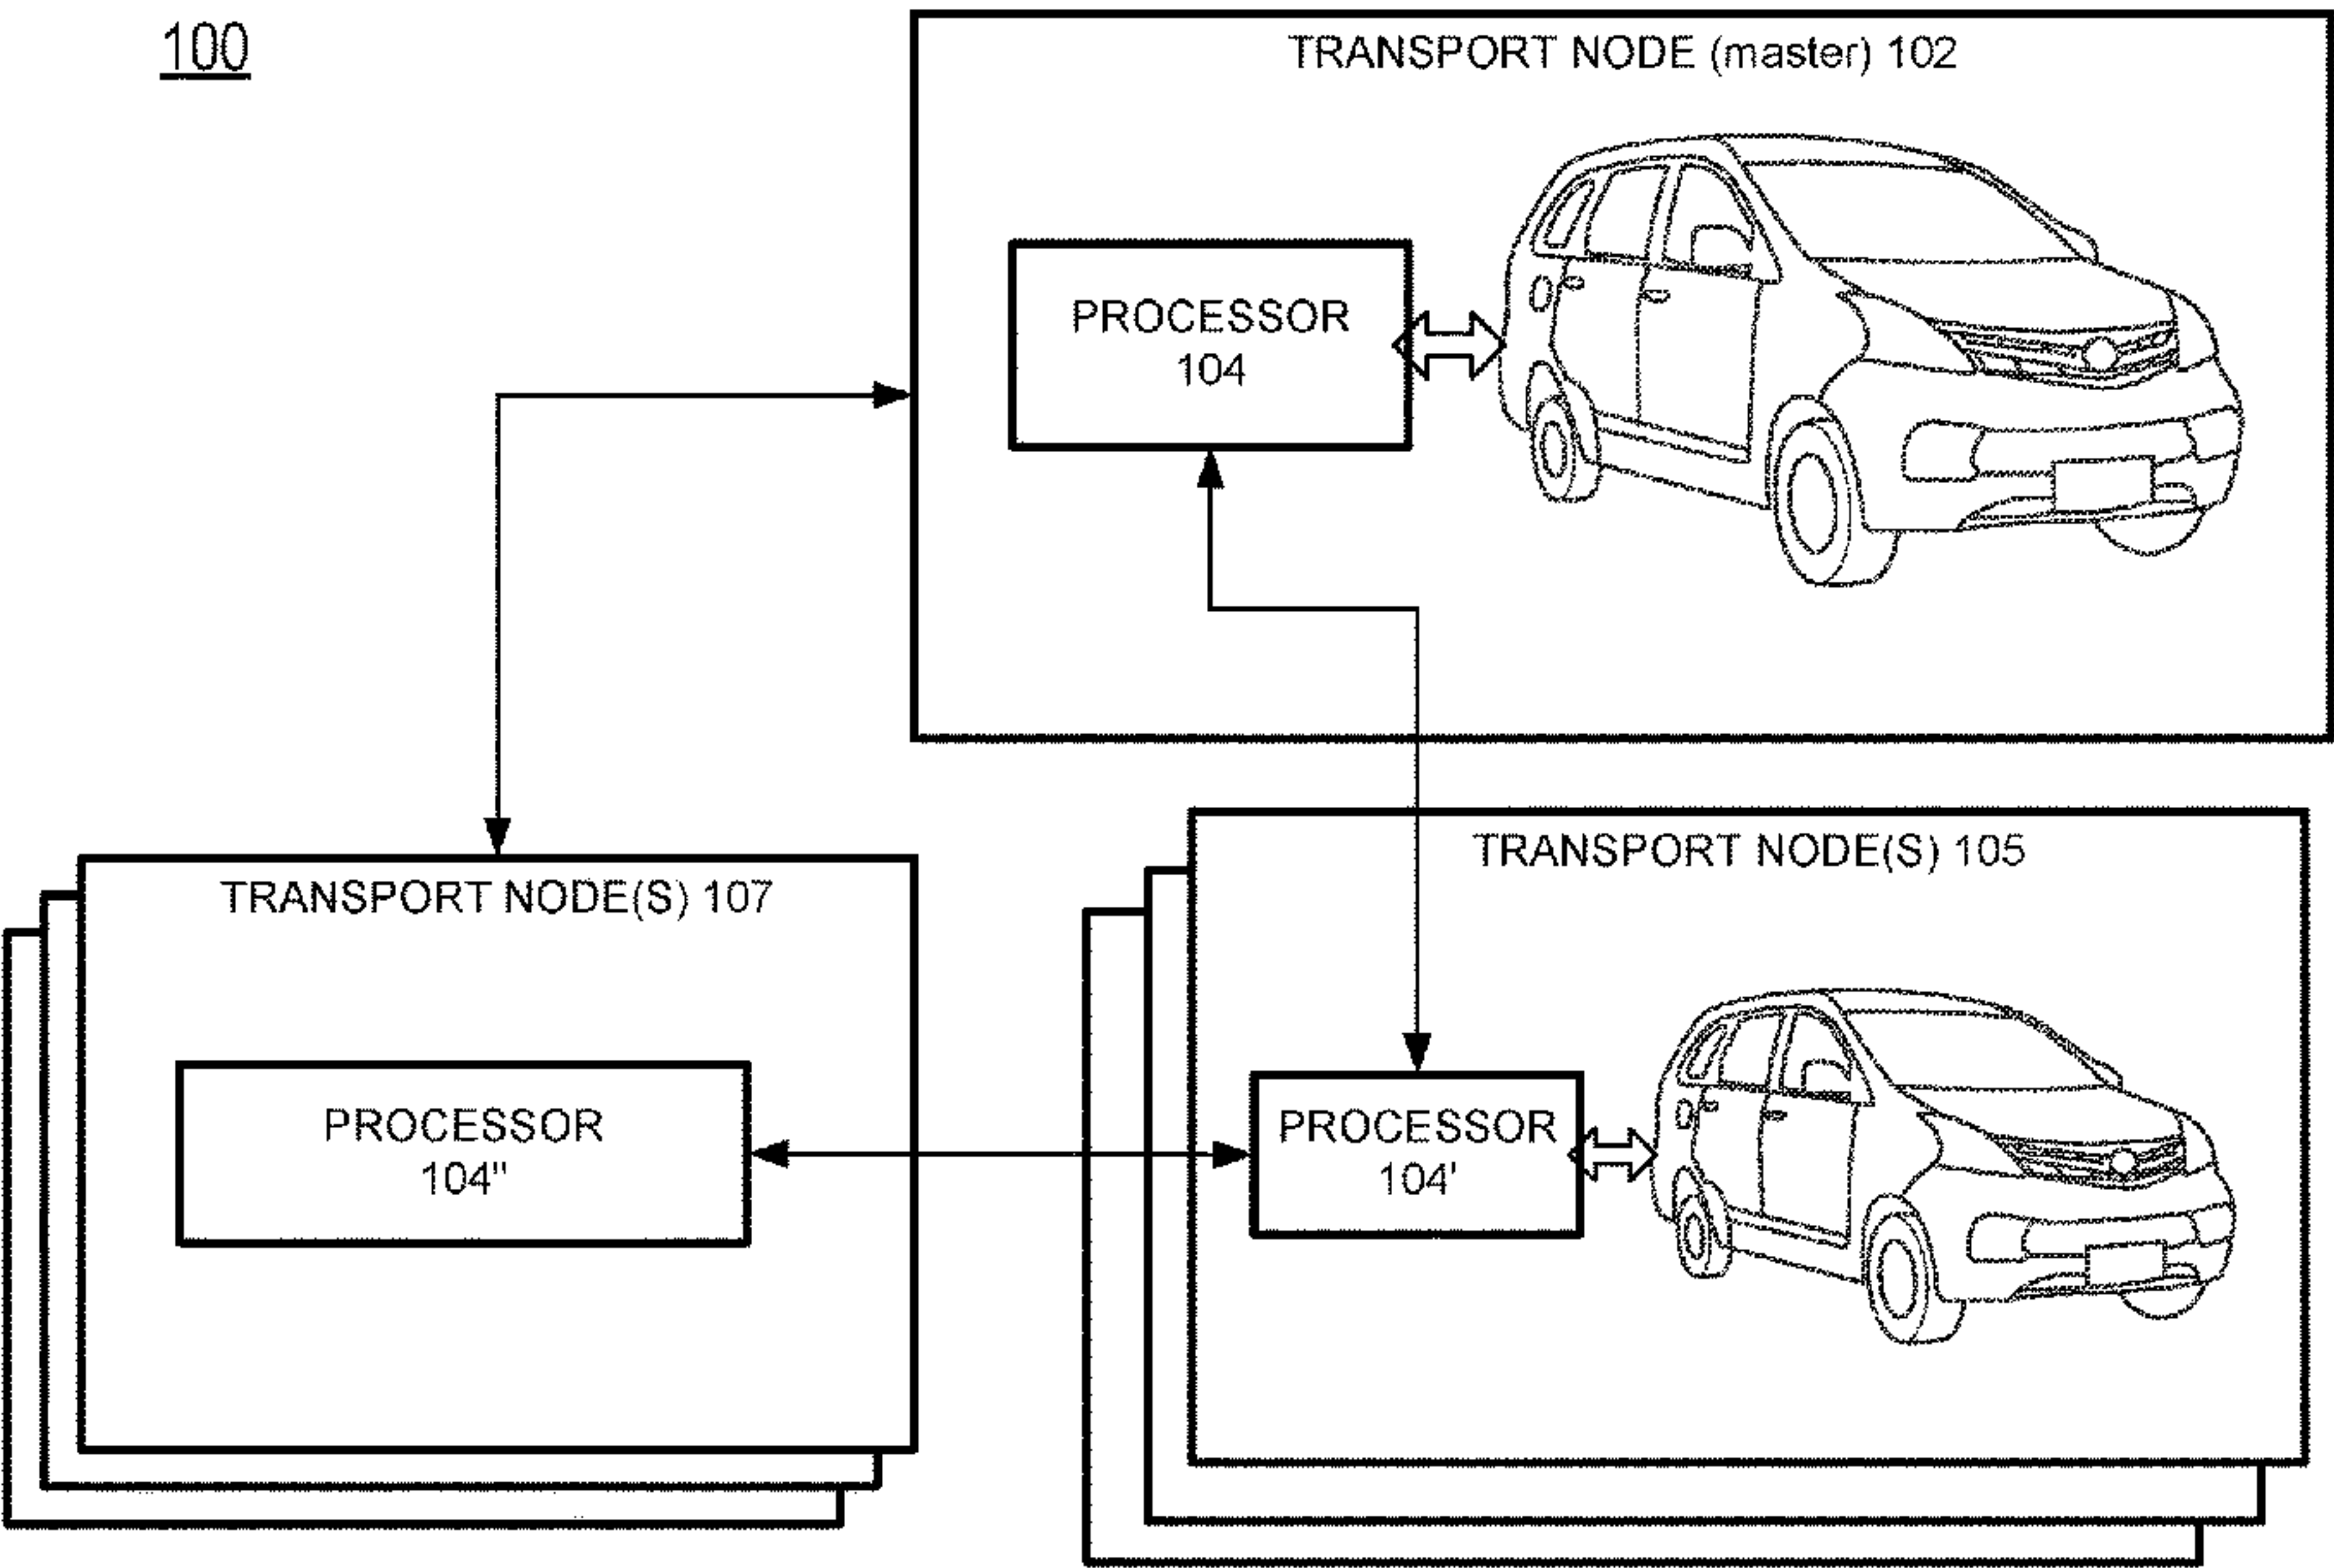 100
TRANSPORT NODE (master) 102
PROCESSOR
104
TRANSPORT NODE(S) 107
PROCESSOR
104"
TRANSPORT NODE(S) 105
PROCESSOR
104'